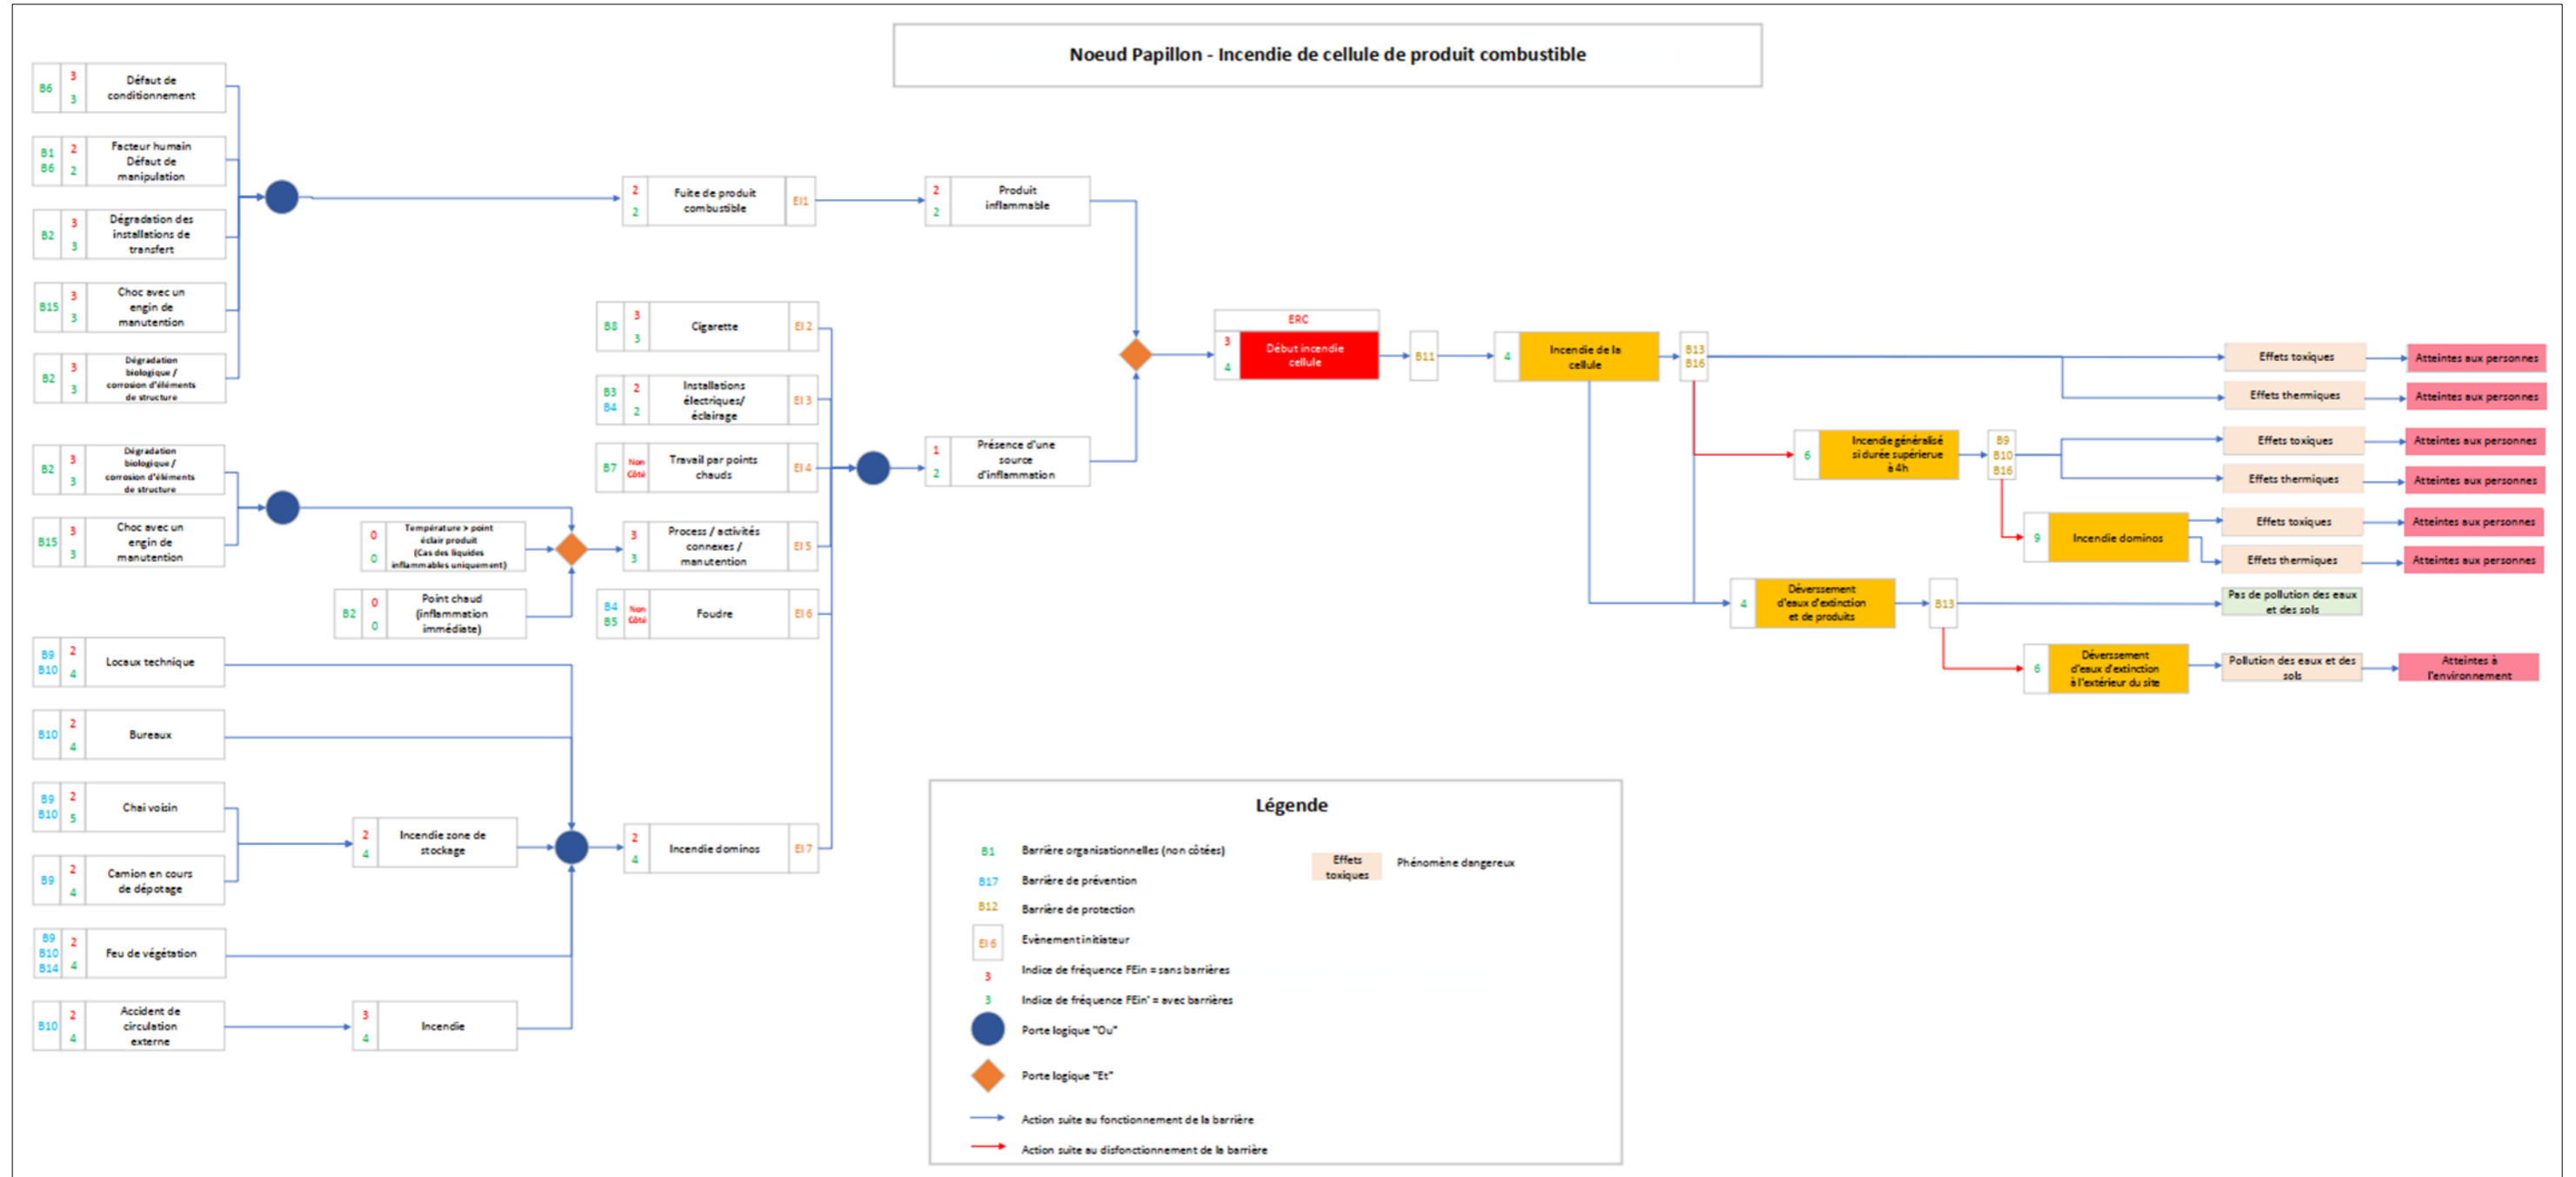 Noeud Papillon - Incendie de cellule de produit combustible
B6
3
3
Défaut de
conditionnement
B1
B6
2
2
Facteur humain
Défaut de
manipulation
B2
3
3
Dégradation des
installations de
transfert
B15
3
3
Choc avec un
engin de
manutention
B2
3
3
Dégradation
biologique /
corrosion d'éléments
de structure
B2
3
3
Dégradation
biologique /
corrosion d'éléments
de structure
B15
3
3
Choc avec un
engin de
manutention
B9
B10
2
4
Locaux technique
B10
2
4
Bureaux
B9
B10
2
5
Chai voisin
B9
2
4
Camion en cours
de dépotage
B9
B10
B14
2
4
Feu de végétation
B10
2
4
Accident de
circulation
externe
0
0
Température > point
éclair produit
(Cas des liquides
inflammables uniquement)
B2
0
0
Point chaud
(inflammation
immédiate)
2
4
Incendie zone de
stockage
3
4
Incendie
2
2
Fuite de produit
combustible
EI1
B8
3
3
Cigarette
EI 2
B3
B4
2
2
Installations
électriques/
éclairage
EI 3
B7
Non
Côté
Travail par points
chauds
EI 4
3
3
Process / activités
connexes /
manutention
EI 5
B4
B5
Non
Côté
Foudre
EI 6
2
4
Incendie dominos
EI 7
2
2
Produit
inflammable
1
2
Présence d'une
source
d'inflammation
ERC
3
4
Début incendie
cellule
B11
4
Incendie de la
cellule
B13
B16
Effets toxiques
Atteintes aux personnes
Effets thermiques
Atteintes aux personnes
6
Incendie généralisé
si durée supérierue
à 4h
B9
B10
B16
Effets toxiques
Atteintes aux personnes
Effets thermiques
Atteintes aux personnes
9
Incendie dominos
Effets toxiques
Atteintes aux personnes
Effets thermiques
Atteintes aux personnes
4
Déverssement
d'eaux d'extinction
et de produits
B13
Pas de pollution des eaux
et des sols
6
Déverssement
d'eaux d'extinction
à l'extérieur du site
Pollution des eaux et des
sols
Atteintes à
l'environnement
Légende
B1 Barrière organisationnelles (non côtées)
B17 Barrière de prévention
B12 Barrière de protection
EI 6 Evènement initiateur
3 Indice de fréquence FEin = sans barrières
3 Indice de fréquence FEin' = avec barrières
Porte logique "Ou"
Porte logique "Et"
Action suite au fonctionnement de la barrière
Action suite au disfonctionnement de la barrière
Effets
toxiques
Phénomène dangereux